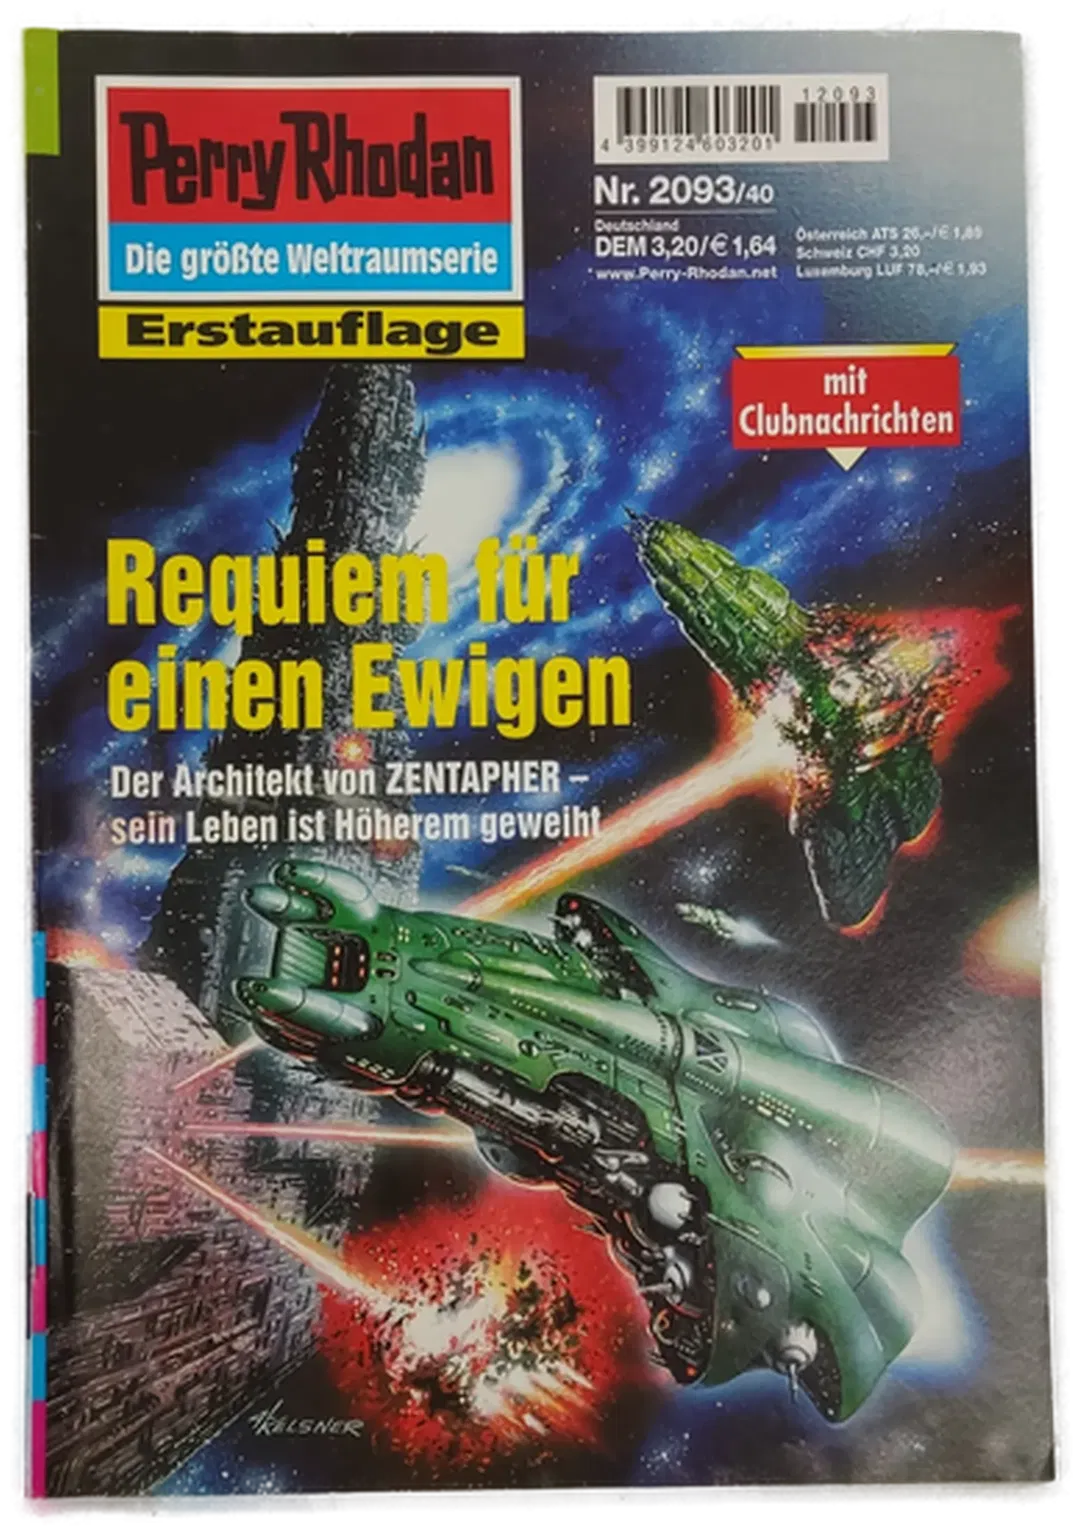 Perry Rhodan
Die größte Weltraumserie
Erstauflage
12093
4 399124 603201
Nr. 2093/40
Deutschland
DEM 3,20/€ 1,64
www.Perry-Rhodan.net
Österreich ATS 26,-/€ 1,89
Schweiz CHF 3,20
Luxemburg LUF 78,-/€ 1,93
mit
Clubnachrichten
Requiem für
einen Ewigen
Der Architekt von ZENTAPHER –
sein Leben ist Höherem geweiht
KELSNER